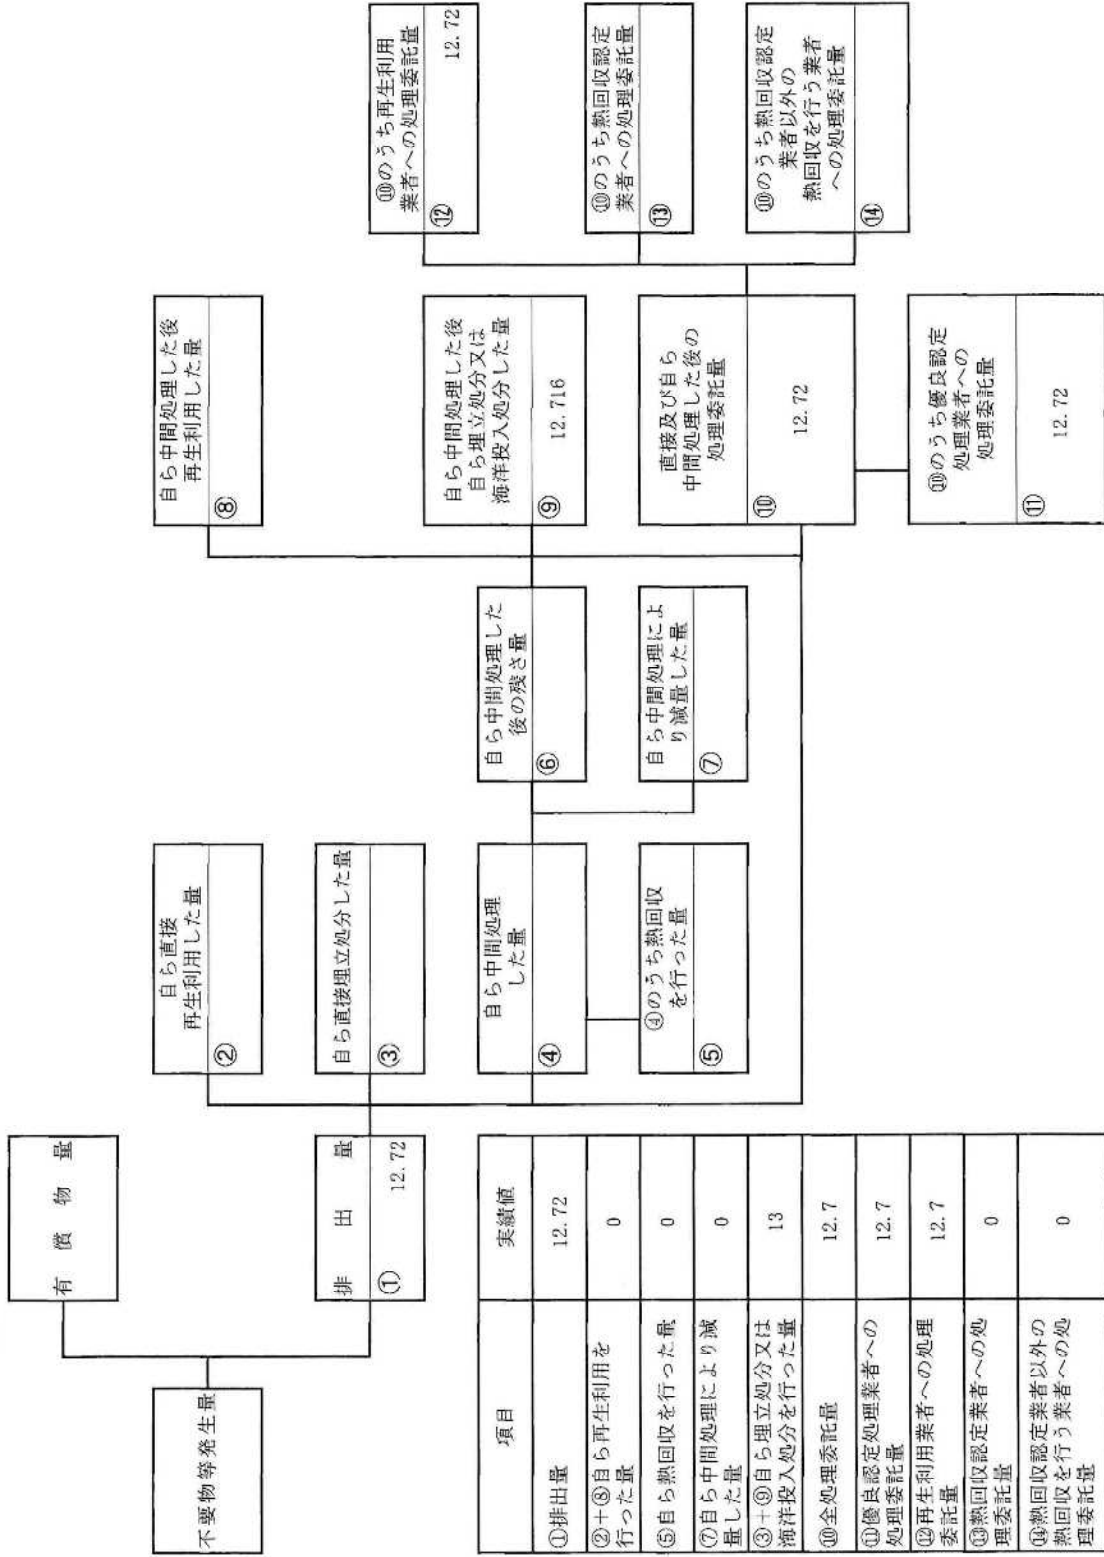 不要物等発生量
有償物量
排出量
① 12.72
自ら直接
再生利用した量
②
自ら直接埋立処分した量
③
自ら中間処理
した量
④
④のうち熱回収
を行った量
⑤
自ら中間処理した
後の残さ量
⑥
自ら中間処理によ
り減量した量
⑦
自ら中間処理した後
再生利用した量
⑧
自ら中間処理した後
自ら埋立処分又は
海洋投入処分した量
⑨ 12.716
直接及び自ら
中間処理した後の
処理委託量
⑩ 12.72
⑩のうち優良認定
処理業者への
処理委託量
⑪ 12.72
⑩のうち再生利用
業者への処理委託量
⑫ 12.72
⑩のうち熱回収認定
業者への処理委託量
⑬
⑩のうち熱回収認定
業者以外の
熱回収を行う業者
への処理委託量
⑭
項目 実績値
①排出量 12.72
②+⑧自ら再生利用を
行った量 0
⑤自ら熱回収を行った量 0
⑦自ら中間処理により減
量した量 0
③+⑨自ら埋立処分又は
海洋投入処分を行った量 13
⑩全処理委託量 12.7
⑪優良認定処理業者への
処理委託量 12.7
⑫再生利用業者への処理
委託量 12.7
⑬熱回収認定業者への処
理委託量 0
⑭熱回収認定業者以外の
熱回収を行う業者への処
理委託量 0